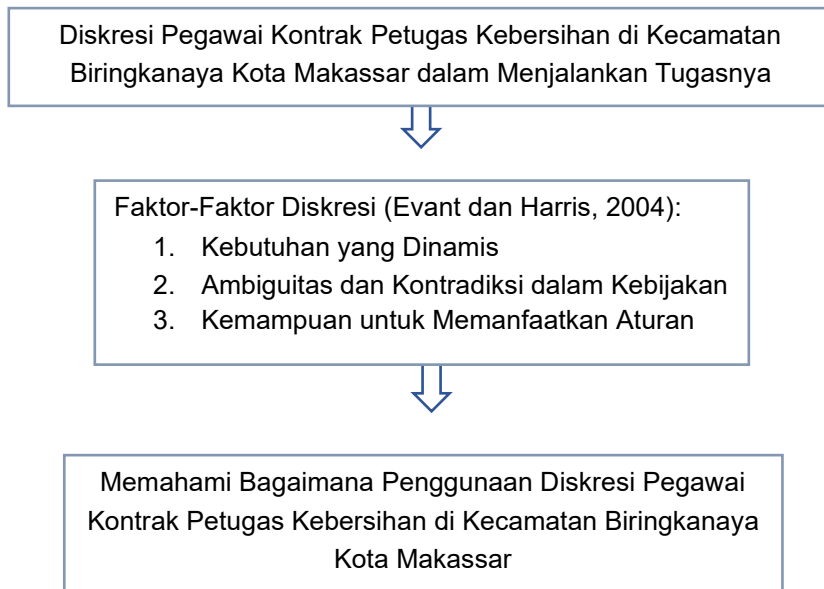 Diskresi Pegawai Kontrak Petugas Kebersihan di Kecamatan
Biringkanaya Kota Makassar dalam Menjalankan Tugasnya
Faktor-Faktor Diskresi (Evant dan Harris, 2004):
1. Kebutuhan yang Dinamis
2. Ambiguitas dan Kontradiksi dalam Kebijakan
3. Kemampuan untuk Memanfaatkan Aturan
Memahami Bagaimana Penggunaan Diskresi Pegawai
Kontrak Petugas Kebersihan di Kecamatan Biringkanaya
Kota Makassar